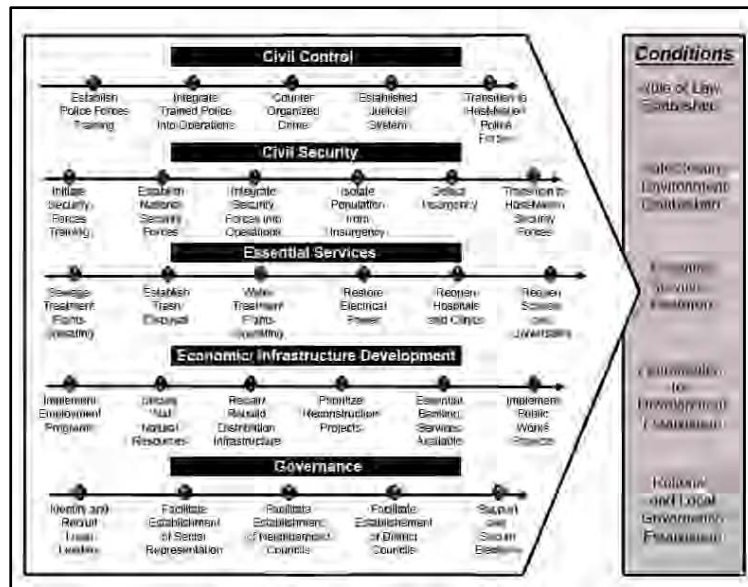 Civil Control
Conditions
Establish
Police Forces
Training
Integrate
Trained Police
Into Operations
Counter
Organized
Crime
Established
Judicial
System
Transition to
Host-Nation
Police
Forces
Rule of Law
Established
Civil Security
Initiate
Security
Forces
Training
Establish
National
Security
Forces
Integrate
Security
Forces into
Operations
Isolate
Population
from
Insurgency
Defeat
Insurgency
Transition to
Host-Nation
Security
Forces
Environment
Essential Services
Sewage
Treatment
Plants
Operating
Establish
Trash
Disposal
Water
Treatment
Plants
Operating
Restore
Electrical
Power
Reopen
Hospitals
and Clinics
Reopen
Schools
and
Universities
Economic/Infrastructure Development
Implement
Employment
Programs
Natural
Resources
Repair
Rebuild
Distribution
Infrastructure
Prioritize
Reconstruction
Projects
Essential
Banking
Services
Available
Implement
Public
Works
Projects
Governance
Identify and
Recruit
Local
Leaders
Facilitate
Establishment
of Sector
Representation
Facilitate
Establishment
of Neighborhood
Councils
Facilitate
Establishment
of District
Councils
Support
and
Secure
Elections
and Local